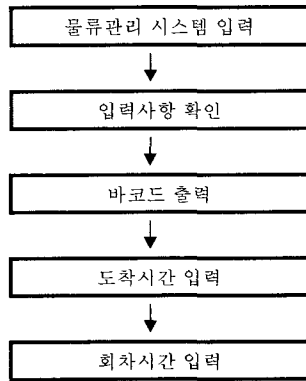 물류관리 시스템 입력
입력사항 확인
바코드 출력
도착시간 입력
회차시간 입력